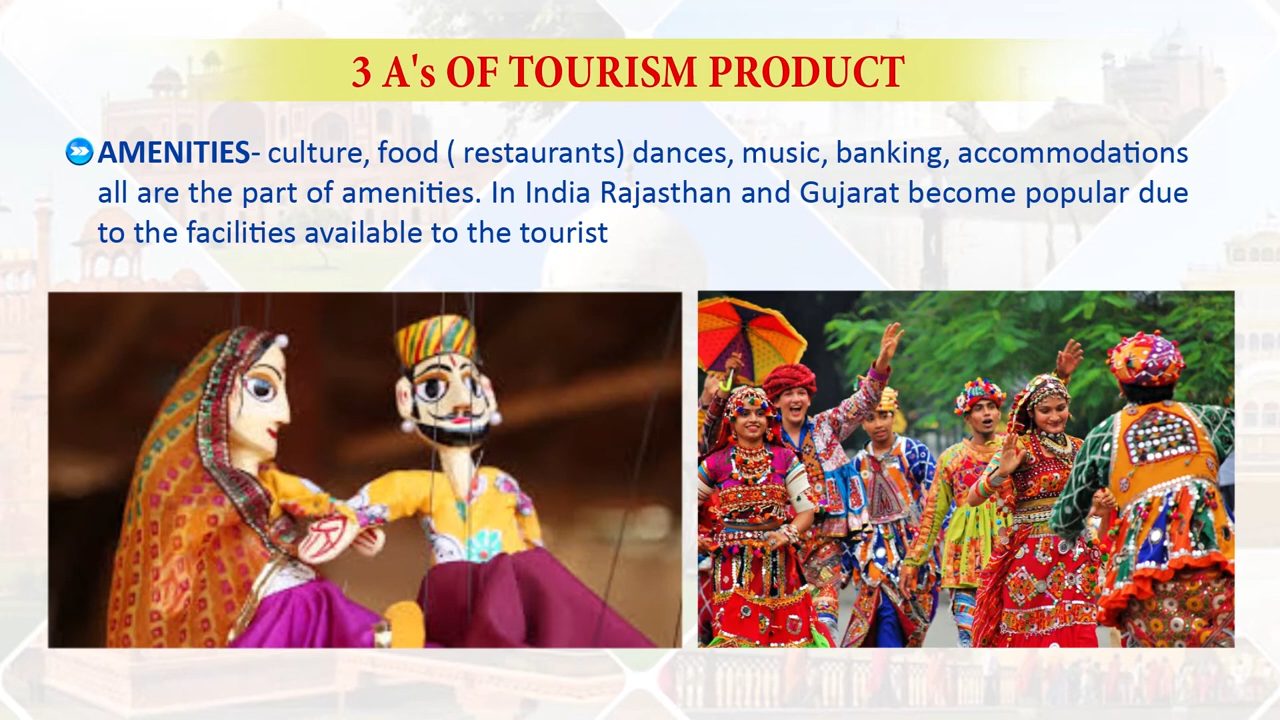 3 A's OF TOURISM PRODUCT
AMENITIES- culture, food ( restaurants) dances, music, banking, accommodations
all are the part of amenities. In India Rajasthan and Gujarat become popular due
to the facilities available to the tourist